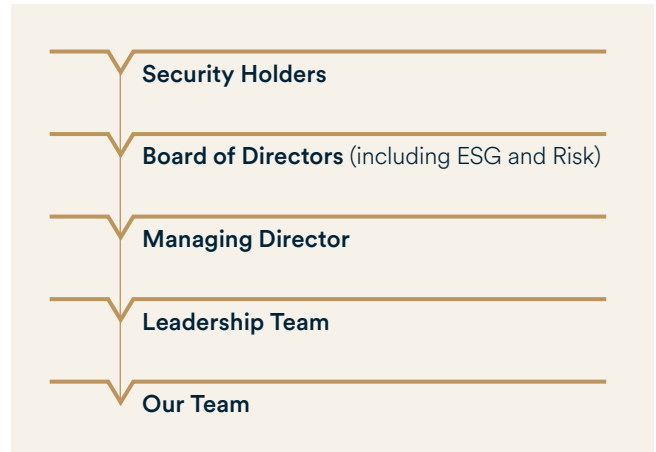 Security Holders
Board of Directors (including ESG and Risk)
Managing Director
Leadership Team
Our Team